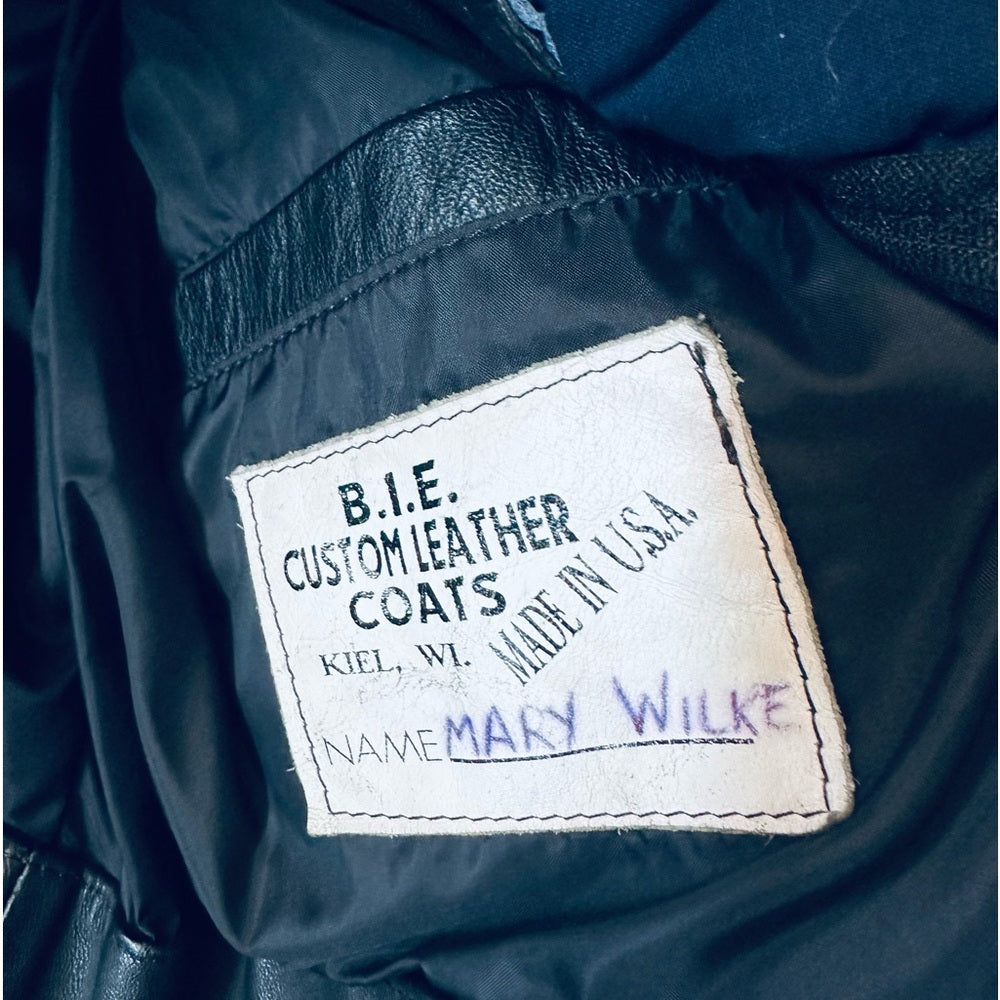 B.I.E.
CUSTOM LEATHER
COATS
KIEL, WI.
MADE IN U.S.A.
NAME MARY WILKE